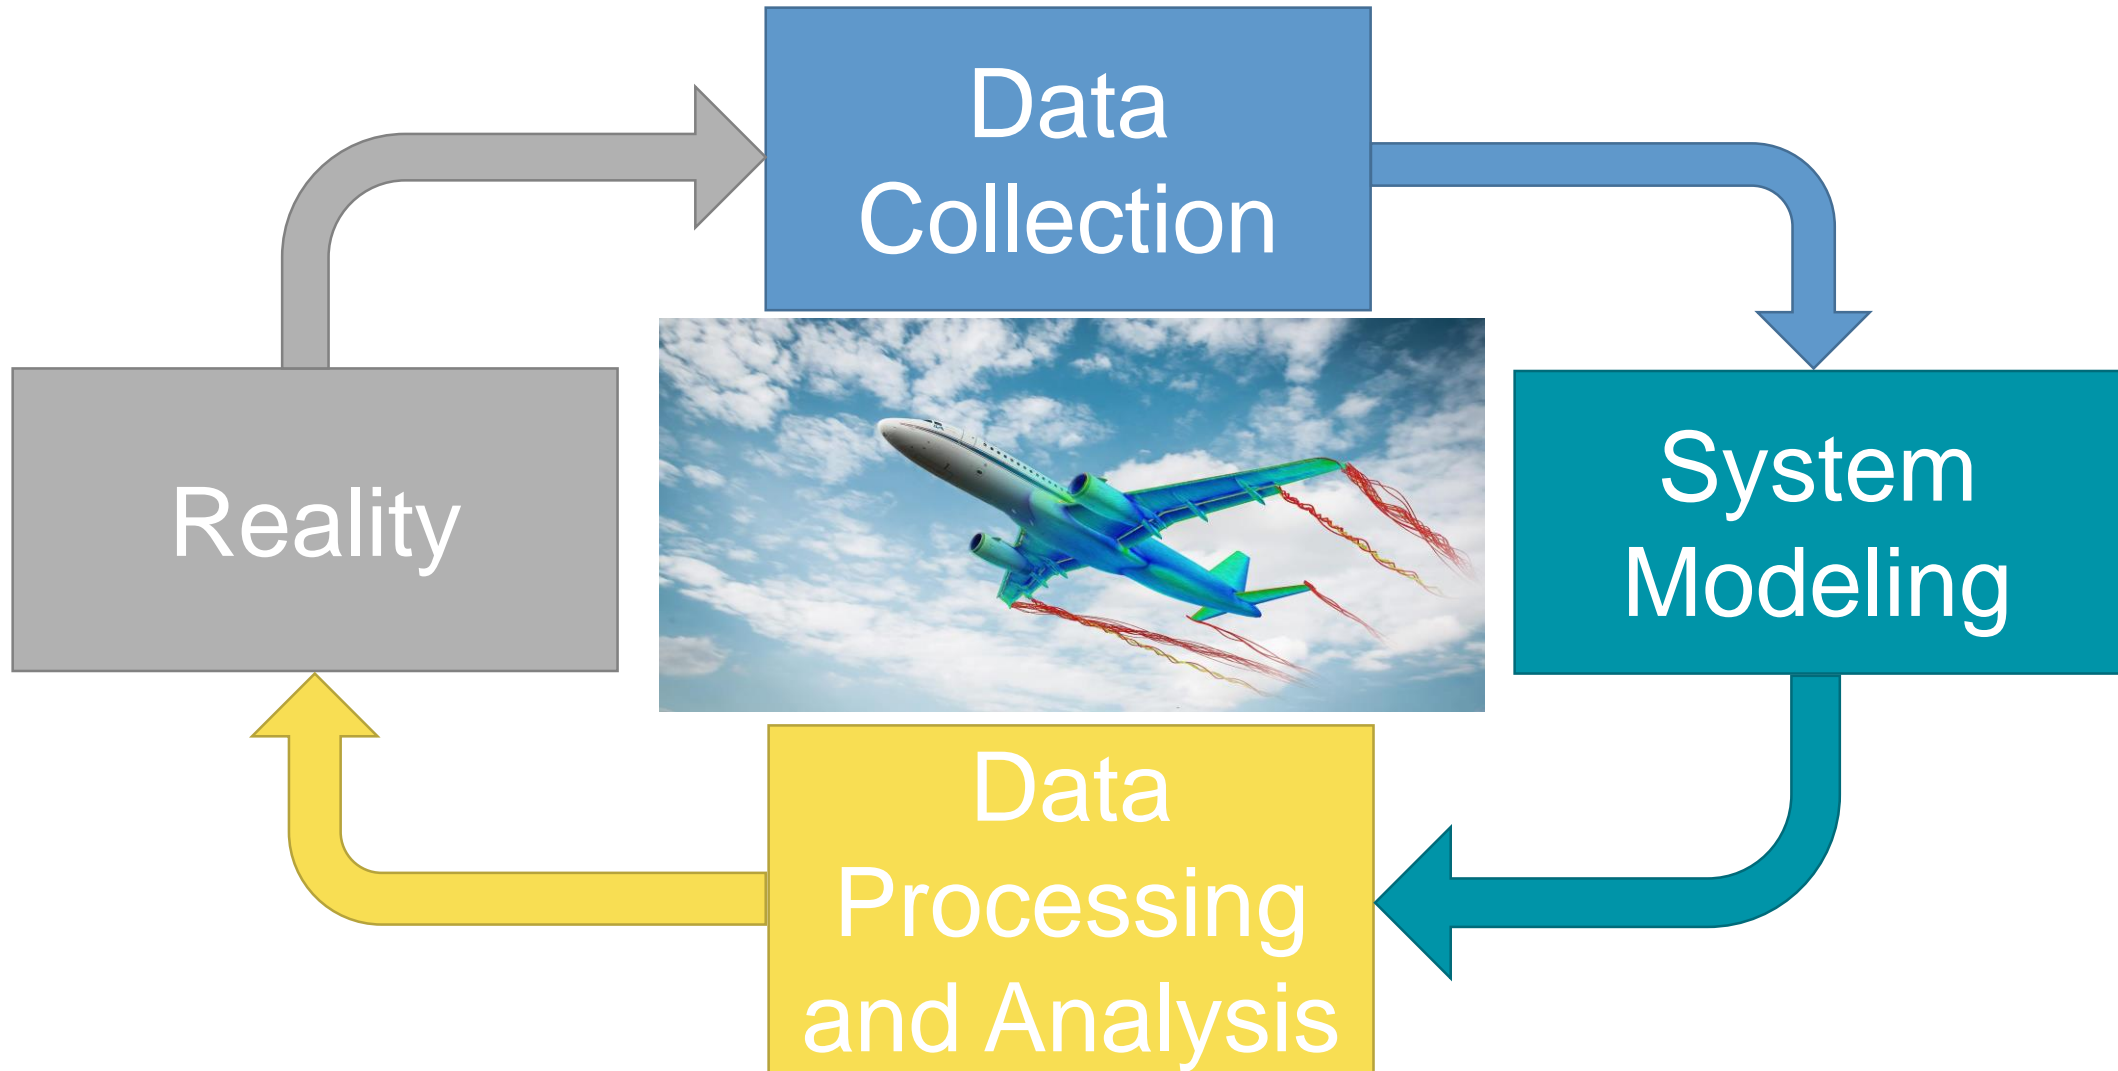 Data
Collection
Reality
System
Modeling
Data
Processing
and Analysis